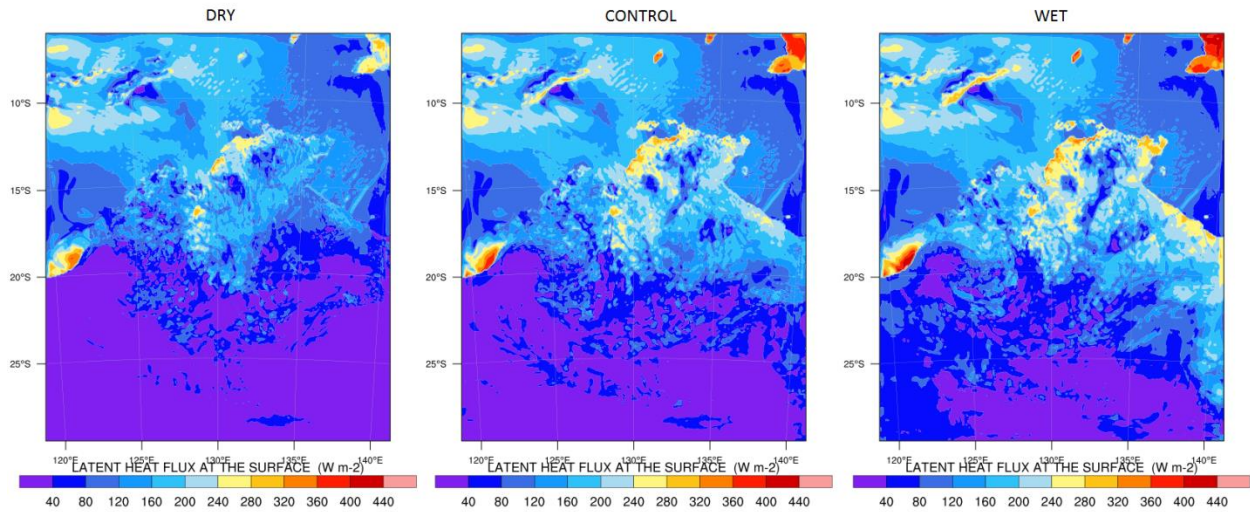 DRY CONTROL WET
10°S 10°S 10°S
15°S 15°S 15°S
20°S 20°S 20°S
25°S 25°S 25°S
120°E 125°E 130°E 135°E 140°E 120°E 125°E 130°E 135°E 140°E 120°E 125°E 130°E 135°E 140°E
LATENT HEAT FLUX AT THE SURFACE (W m-2) LATENT HEAT FLUX AT THE SURFACE (W m-2) LATENT HEAT FLUX AT THE SURFACE (W m-2)
40 80 120 160 200 240 280 320 360 400 440 40 80 120 160 200 240 280 320 360 400 440 40 80 120 160 200 240 280 320 360 400 440